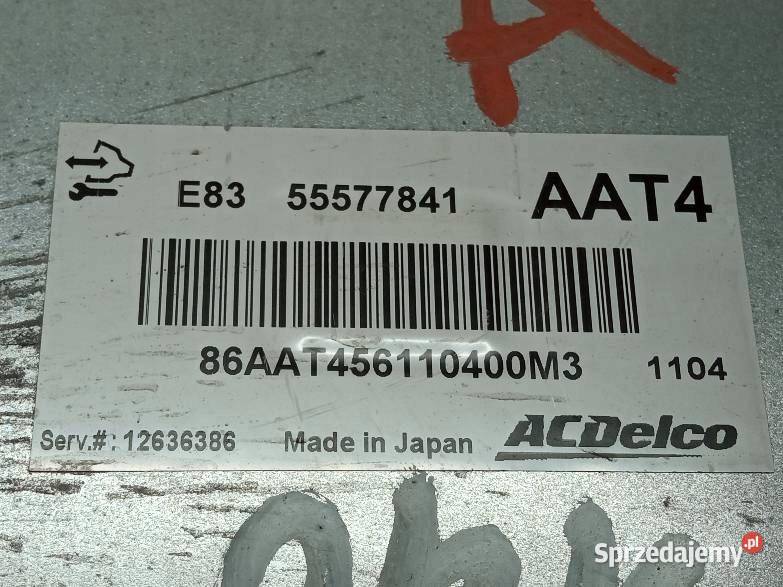 E83 55577841 AAT4
86AAT456110400M3 1104
Serv.#: 12636386 Made in Japan ACDelco
Sprzedajemy.pl